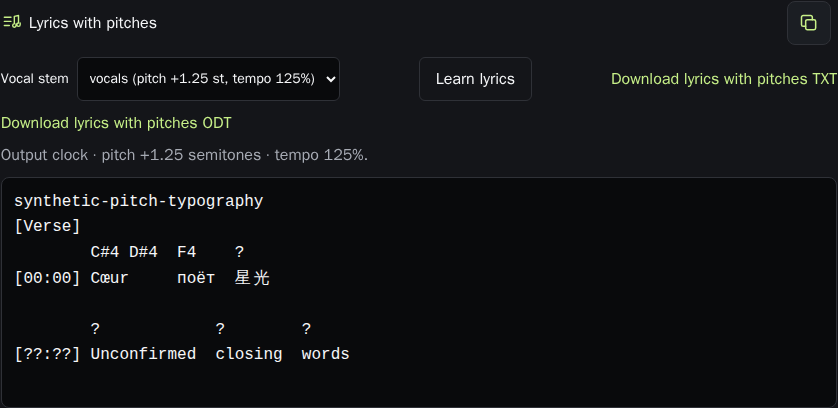 Lyrics with pitches
Vocal stem vocals (pitch +1.25 st, tempo 125%) Learn lyrics Download lyrics with pitches TXT
Download lyrics with pitches ODT
Output clock · pitch +1.25 semitones · tempo 125%.
synthetic-pitch-typography
[Verse]
        C#4 D#4  F4    ?
[00:00] Cœur     поёт  星光
        ?            ?        ?
[??:??] Unconfirmed  closing  words